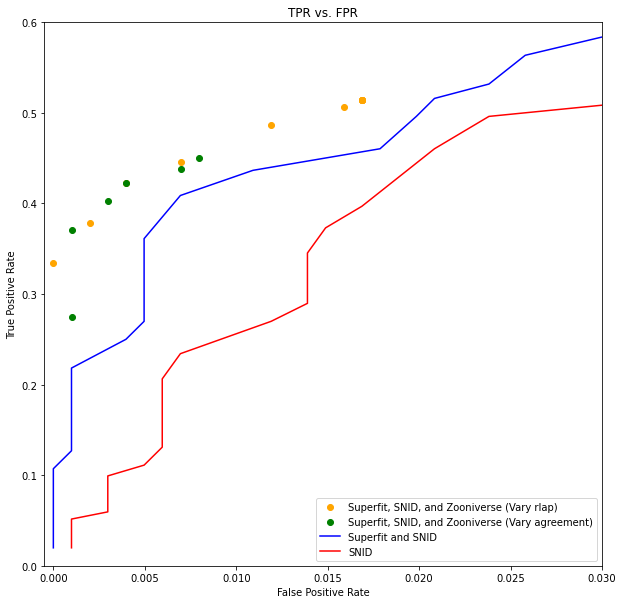 TPR vs. FPR
True Positive Rate
0.6
0.5
0.4
0.3
0.2
0.1
0.0
0.000
0.005
0.010
0.015
0.020
0.025
0.030
False Positive Rate
Superfit, SNID, and Zooniverse (Vary rlap)
Superfit, SNID, and Zooniverse (Vary agreement)
Superfit and SNID
SNID